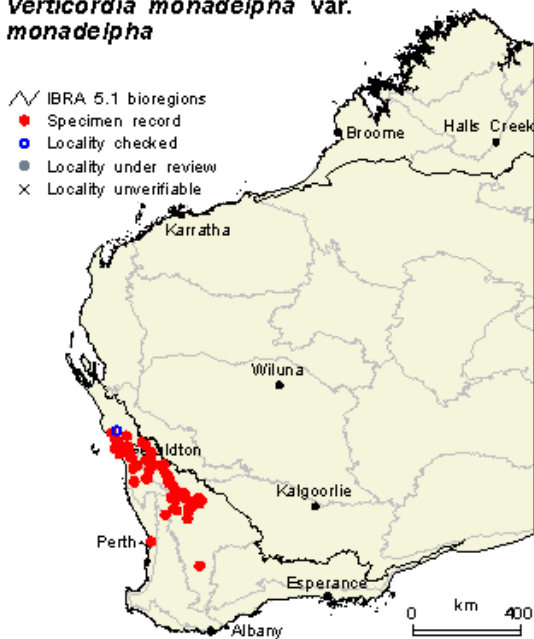 Verticordia monadelpha var.
monadelpha
IBRA 5.1 bioregions
Specimen record
Locality checked
Locality under review
Locality unverifiable
Broome
Halls Creek
Karratha
Wiluna
Geraldton
Kalgoorlie
Perth
Esperance
Albany
0 km 400